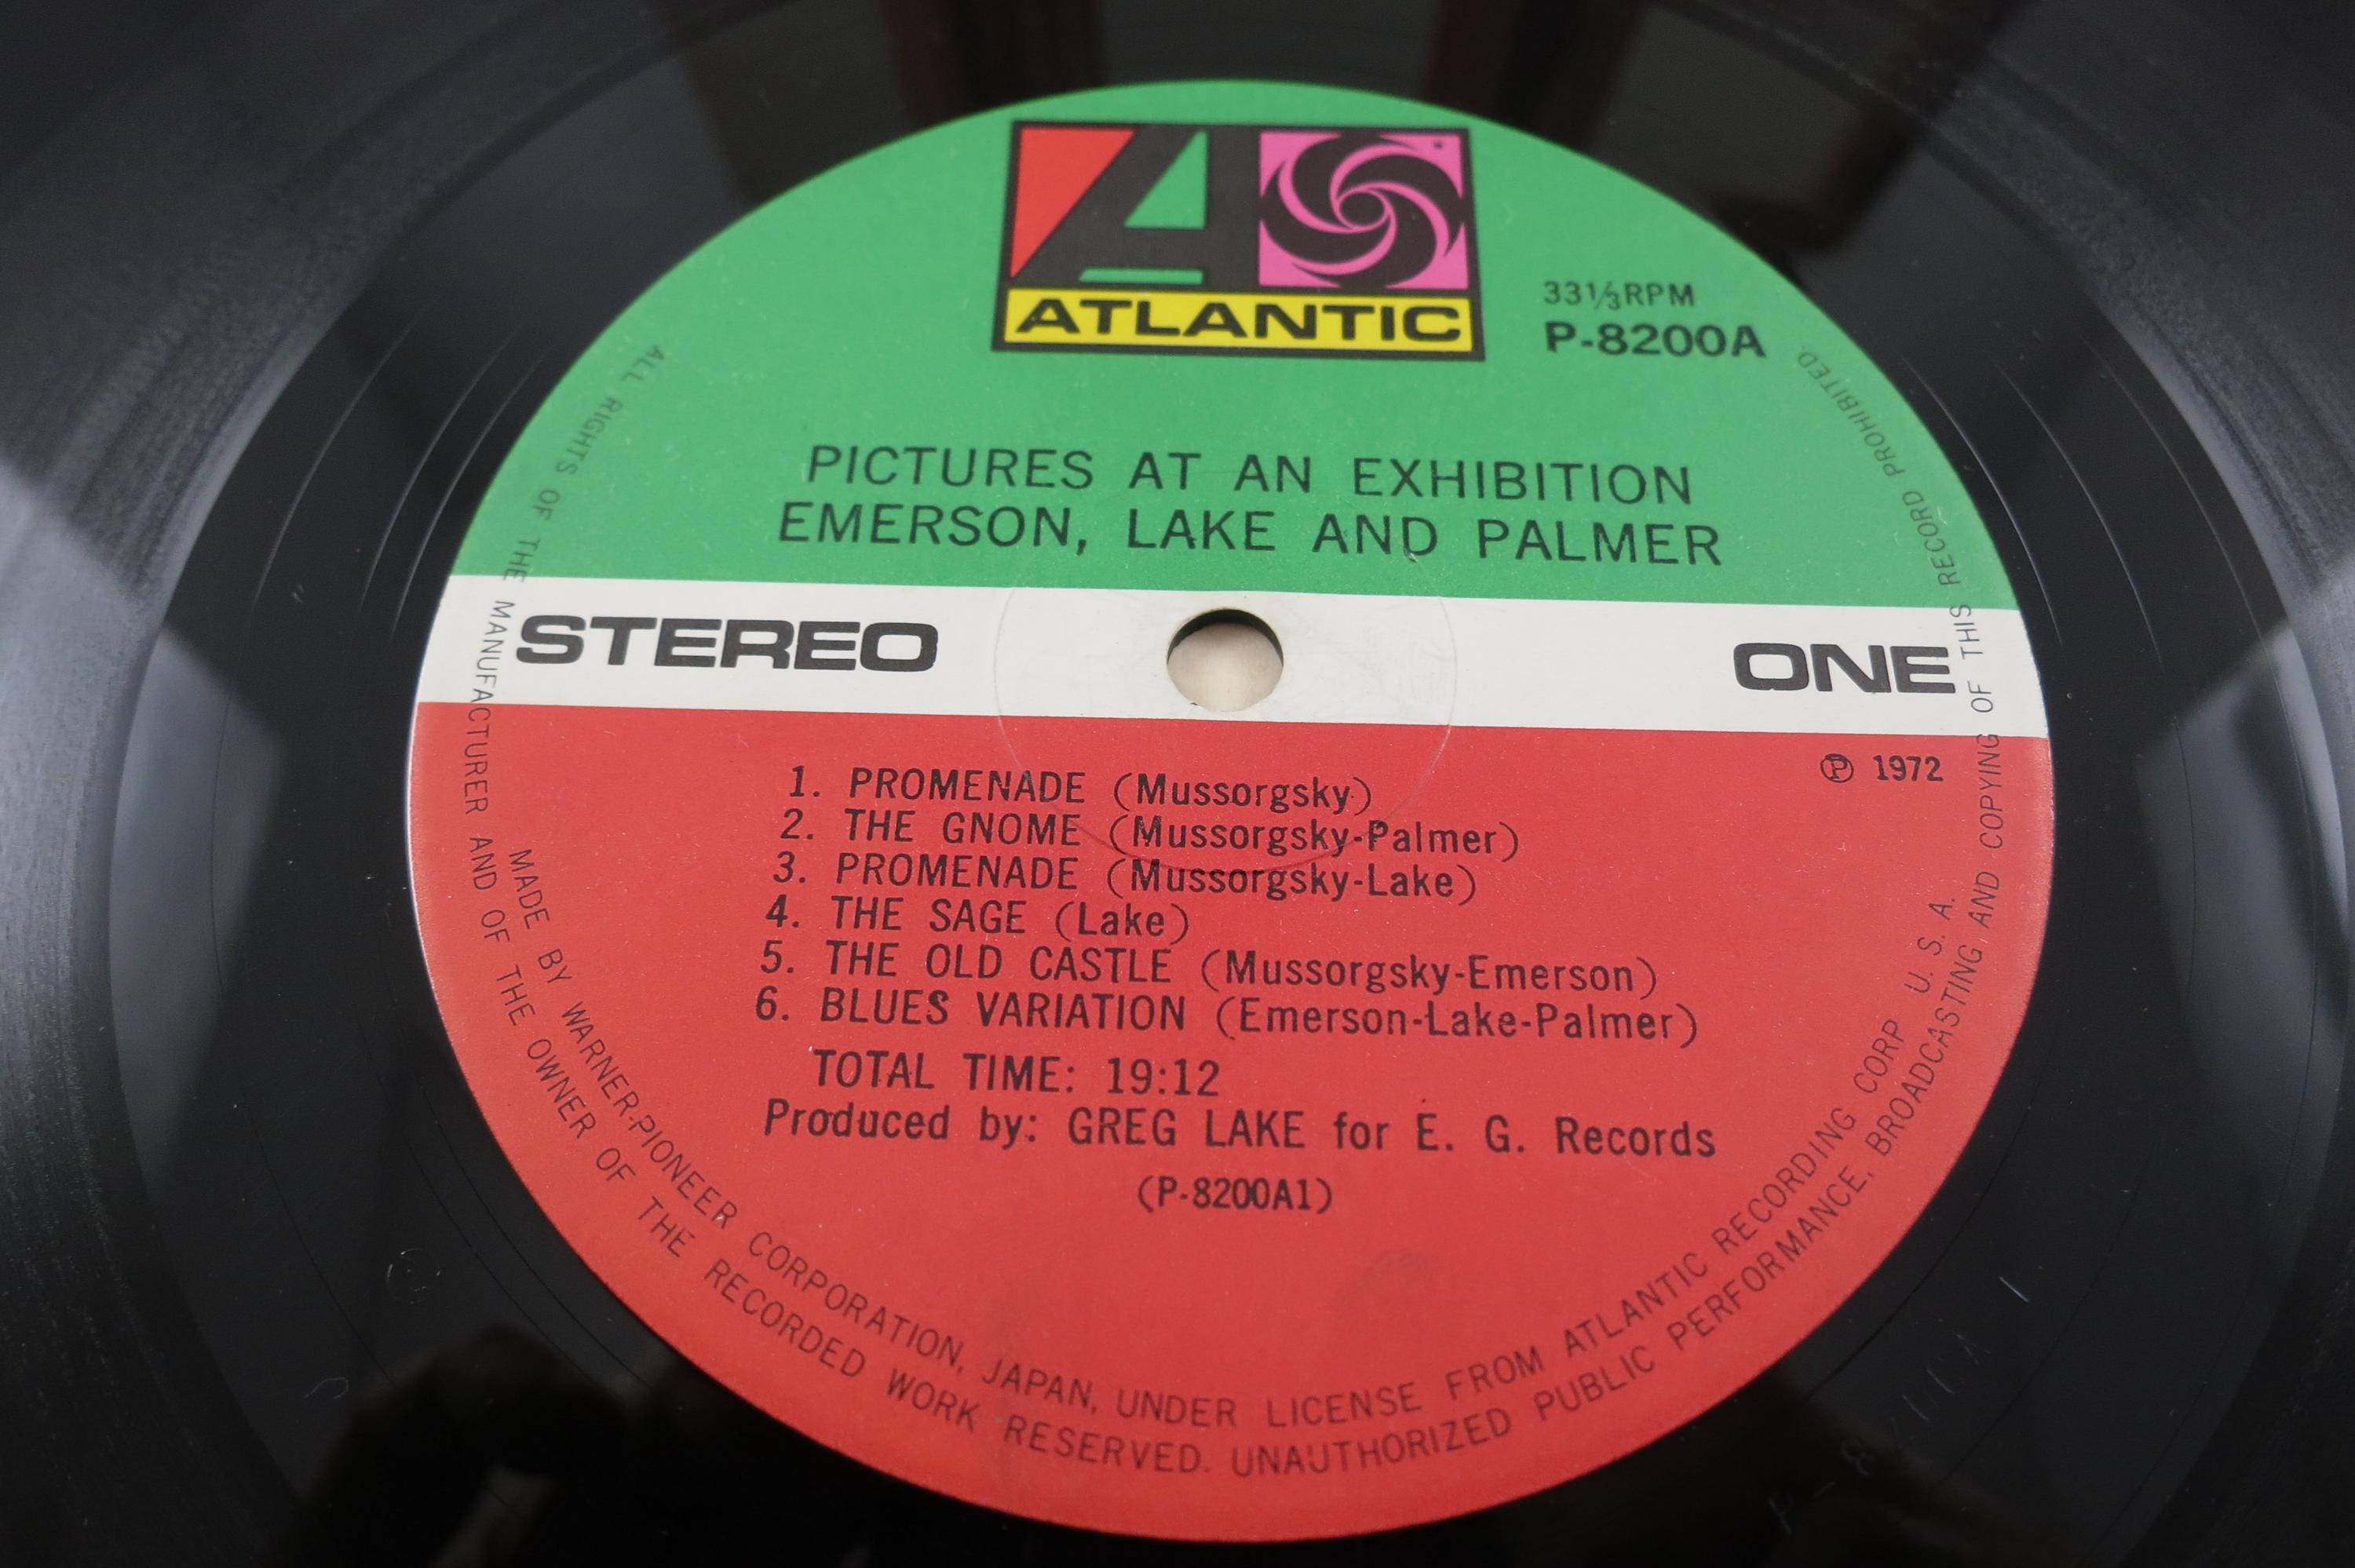 ATLANTIC
33⅓RPM
P-8200A
PICTURES AT AN EXHIBITION
EMERSON, LAKE AND PALMER
STEREO
ONE
℗ 1972
1. PROMENADE (Mussorgsky)
2. THE GNOME (Mussorgsky-Palmer)
3. PROMENADE (Mussorgsky-Lake)
4. THE SAGE (Lake)
5. THE OLD CASTLE (Mussorgsky-Emerson)
6. BLUES VARIATION (Emerson-Lake-Palmer)
TOTAL TIME: 19:12
Produced by: GREG LAKE for E. G. Records
(P-8200A1)
MADE BY WARNER-PIONEER CORPORATION, JAPAN, UNDER LICENSE FROM ATLANTIC RECORDING CORP U. S. A.
ALL RIGHTS OF THE MANUFACTURER AND OF THE OWNER OF THE RECORDED WORK RESERVED. UNAUTHORIZED PUBLIC PERFORMANCE, BROADCASTING AND COPYING OF THIS RECORD PROHIBITED.